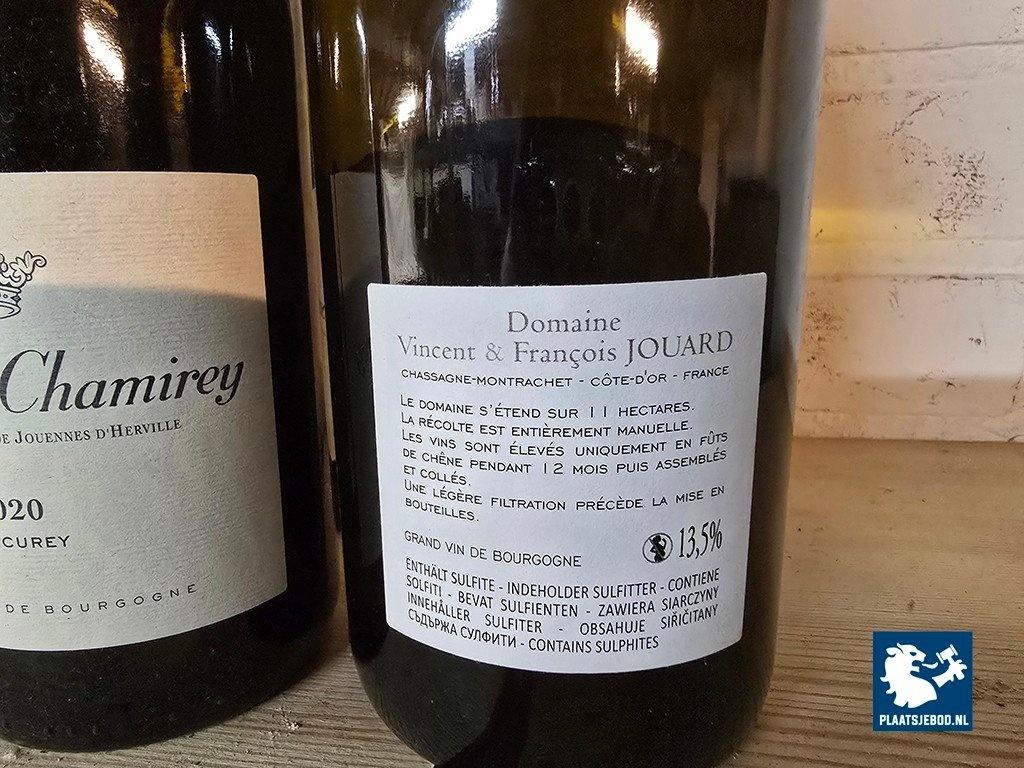 Chamirey
DE JOUENNES D'HERVILLE
020
CUREY
DE BOURGOGNE
Domaine
Vincent & François JOUARD
CHASSAGNE-MONTRACHET - CÔTE-D'OR - FRANCE
LE DOMAINE S'ÉTEND SUR 11 HECTARES.
LA RÉCOLTE EST ENTIÈREMENT MANUELLE.
LES VINS SONT ÉLEVÉS UNIQUEMENT EN FÛTS
DE CHÊNE PENDANT 12 MOIS PUIS ASSEMBLÉS
ET COLLÉS.
UNE LÉGÈRE FILTRATION PRÉCÈDE LA MISE EN
BOUTEILLES.
GRAND VIN DE BOURGOGNE
13,5%
ENTHÄLT SULFITE - INDEHOLDER SULFITTER - CONTIENE
SOLFITI - BEVAT SULFIENTEN - ZAWIERA SIARCZYNY
INNEHÅLLER SULFITER - OBSAHUJE SIŘIČITANY
СЪДЪРЖА СУЛФИТИ - CONTAINS SULPHITES
PLAATSJEBOD.NL